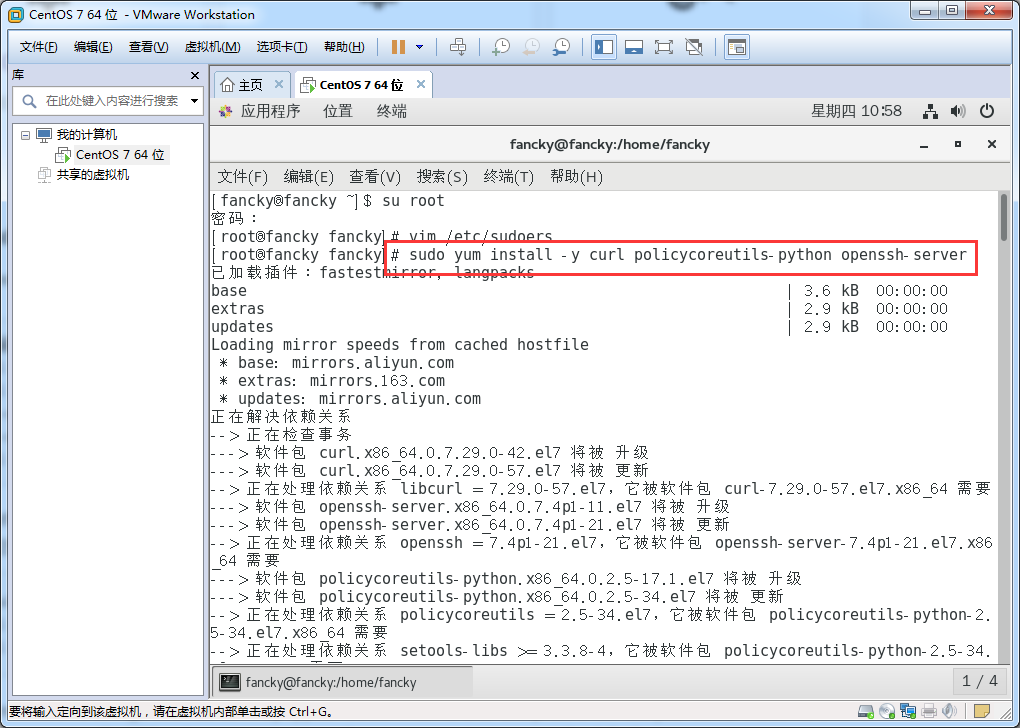 CentOS 7 64 位 - VMware Workstation
文件(F) 编辑(E) 查看(V) 虚拟机(M) 选项卡(T) 帮助(H)
库
在此处键入内容进行搜索
我的计算机
CentOS 7 64 位
共享的虚拟机
主页 CentOS 7 64 位
应用程序 位置 终端 星期四 10:58
fancky@fancky:/home/fancky
文件(F) 编辑(E) 查看(V) 搜索(S) 终端(T) 帮助(H)
[fancky@fancky ~]$ su root
密码：
[root@fancky fancky]# vim /etc/sudoers
[root@fancky fancky]# sudo yum install -y curl policycoreutils-python openssh-server
已加载插件：fastestmirror, langpacks
base | 3.6 kB 00:00:00
extras | 2.9 kB 00:00:00
updates | 2.9 kB 00:00:00
Loading mirror speeds from cached hostfile
* base: mirrors.aliyun.com
* extras: mirrors.163.com
* updates: mirrors.aliyun.com
正在解决依赖关系
--> 正在检查事务
---> 软件包 curl.x86_64.0.7.29.0-42.el7 将被 升级
---> 软件包 curl.x86_64.0.7.29.0-57.el7 将被 更新
--> 正在处理依赖关系 libcurl = 7.29.0-57.el7，它被软件包 curl-7.29.0-57.el7.x86_64 需要
---> 软件包 openssh-server.x86_64.0.7.4p1-11.el7 将被 升级
---> 软件包 openssh-server.x86_64.0.7.4p1-21.el7 将被 更新
--> 正在处理依赖关系 openssh = 7.4p1-21.el7，它被软件包 openssh-server-7.4p1-21.el7.x86
_64 需要
---> 软件包 policycoreutils-python.x86_64.0.2.5-17.1.el7 将被 升级
---> 软件包 policycoreutils-python.x86_64.0.2.5-34.el7 将被 更新
--> 正在处理依赖关系 policycoreutils = 2.5-34.el7，它被软件包 policycoreutils-python-2.
5-34.el7.x86_64 需要
--> 正在处理依赖关系 setools-libs >= 3.3.8-4，它被软件包 policycoreutils-python-2.5-34.
fancky@fancky:/home/fancky 1 / 4
要将输入定向到该虚拟机，请在虚拟机内部单击或按 Ctrl+G。